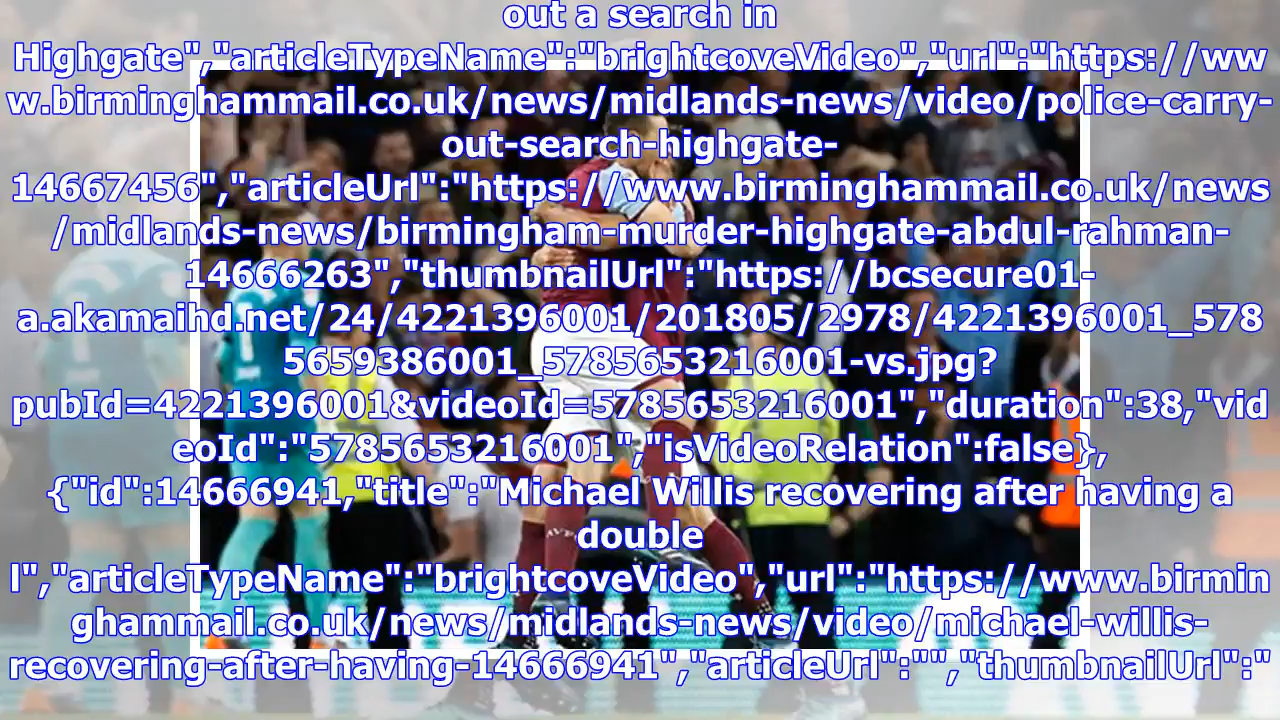 out a search in
Highgate","articleTypeName":"brightcoveVideo","url":"https://ww
w.birminghammail.co.uk/news/midlands-news/video/police-carry-
out-search-highgate-
14667456","articleUrl":"https://www.birminghammail.co.uk/news
/midlands-news/birmingham-murder-highgate-abdul-rahman-
14666263","thumbnailUrl":"https://bcsecure01-
a.akamaihd.net/24/4221396001/201805/2978/4221396001_578
5659386001_5785653216001-vs.jpg?
pubId=4221396001&videoId=5785653216001","duration":38,"vid
eoId":"5785653216001","isVideoRelation":false},
{"id":14666941,"title":"Michael Willis recovering after having a
double
l","articleTypeName":"brightcoveVideo","url":"https://www.birmin
ghammail.co.uk/news/midlands-news/video/michael-willis-
recovering-after-having-14666941","articleUrl":"","thumbnailUrl":"